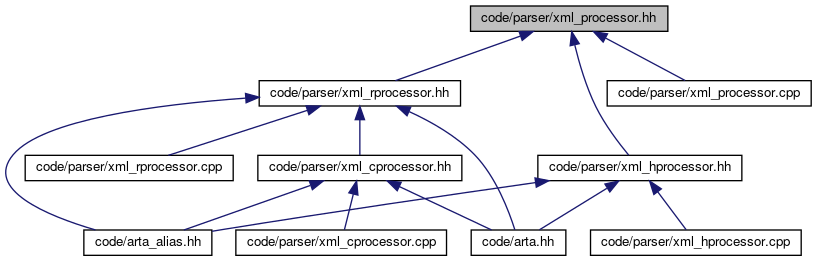 code/parser/xml_processor.hh
code/parser/xml_rprocessor.hh
code/parser/xml_processor.cpp
code/parser/xml_rprocessor.cpp
code/parser/xml_cprocessor.hh
code/parser/xml_hprocessor.hh
code/arta_alias.hh
code/parser/xml_cprocessor.cpp
code/arta.hh
code/parser/xml_hprocessor.cpp